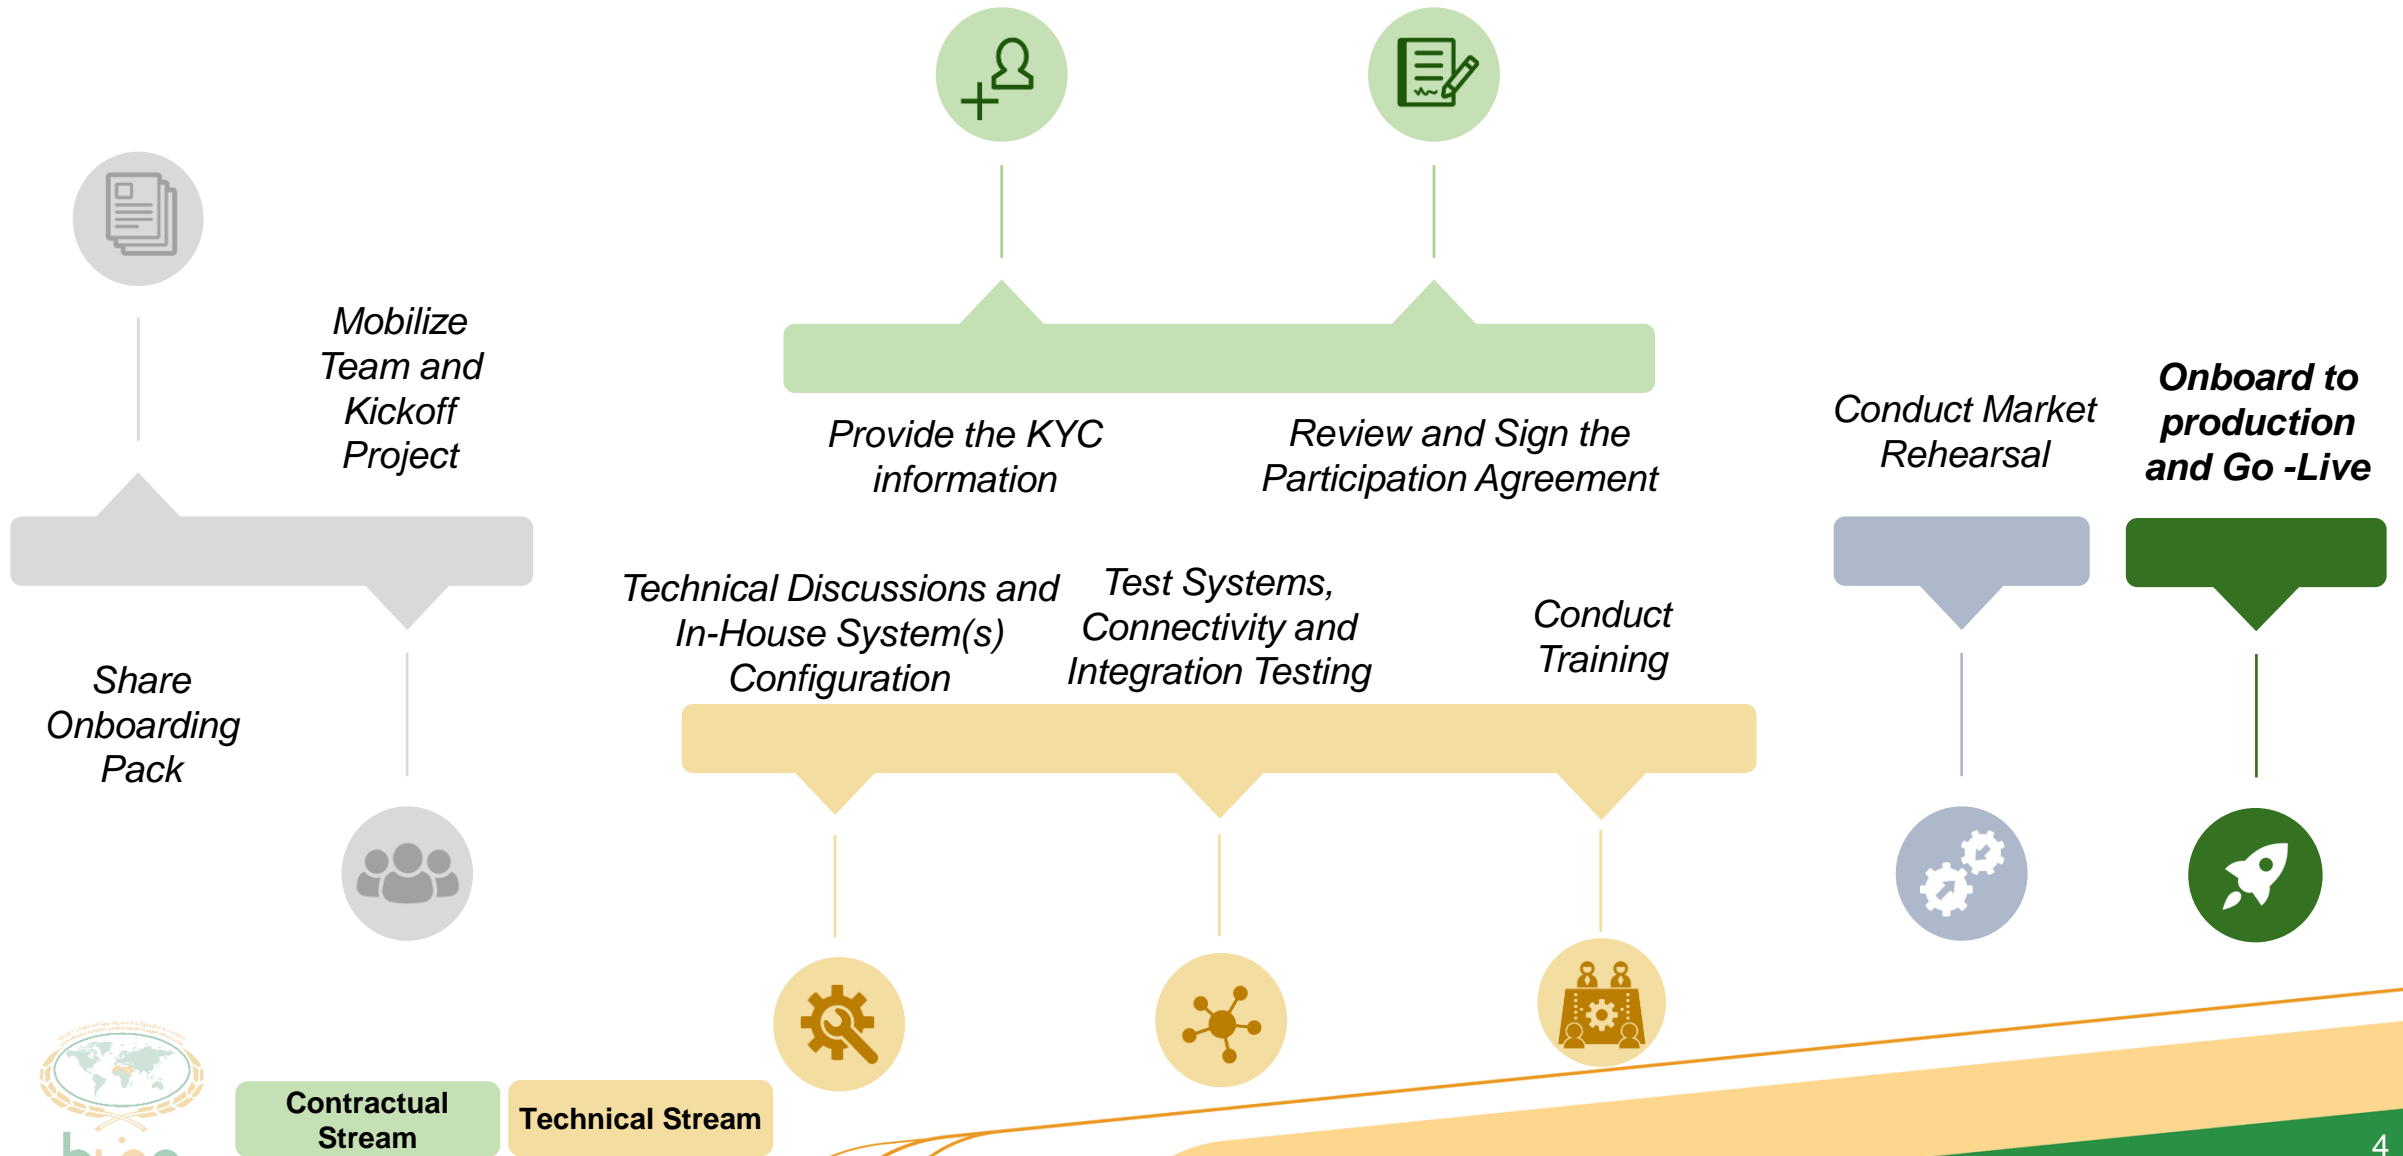 Mobilize
Team and
Kickoff
Project
Share
Onboarding
Pack
Provide the KYC
information
Review and Sign the
Participation Agreement
Technical Discussions and
In-House System(s)
Configuration
Test Systems,
Connectivity and
Integration Testing
Conduct
Training
Conduct Market
Rehearsal
Onboard to
production
and Go -Live
Contractual
Stream
Technical Stream
4